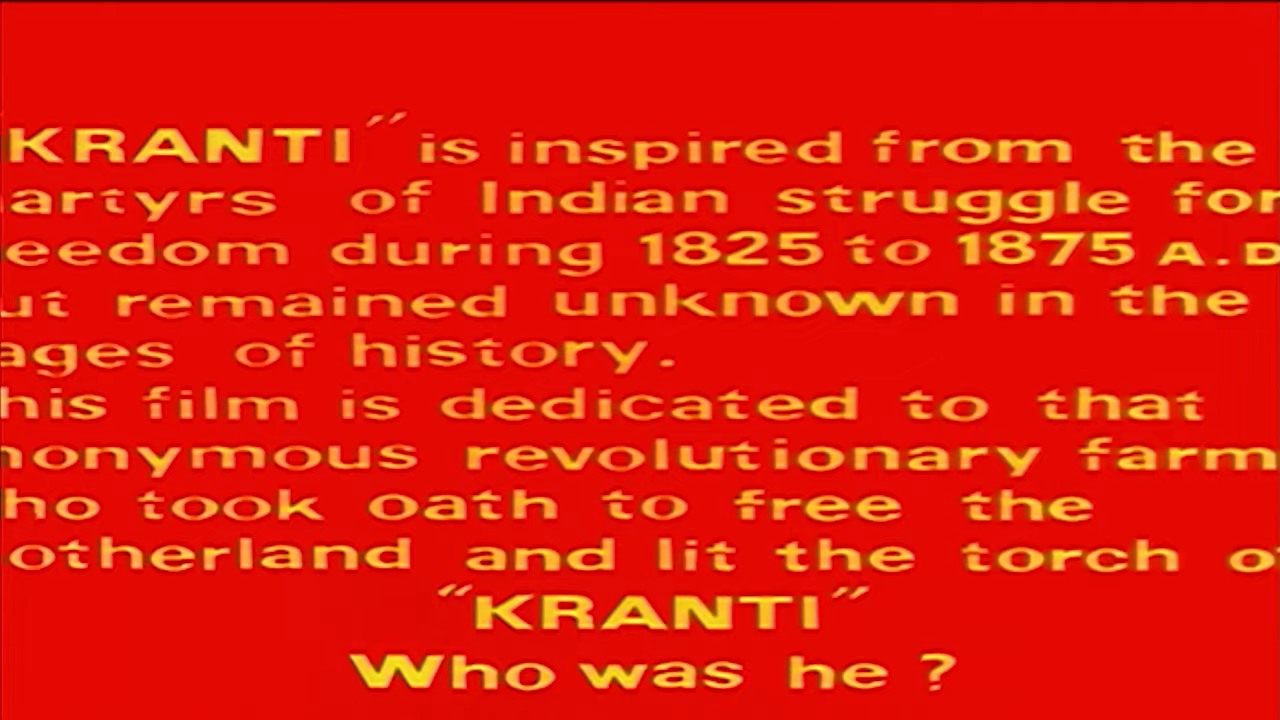 KRANTI" is inspired from the
artyrs of Indian struggle for
eedom during 1825 to 1875 A.D
ut remained unknown in the
ages of history.
his film is dedicated to that
nonymous revolutionary farm
ho took oath to free the
otherland and lit the torch o
"KRANTI"
Who was he ?